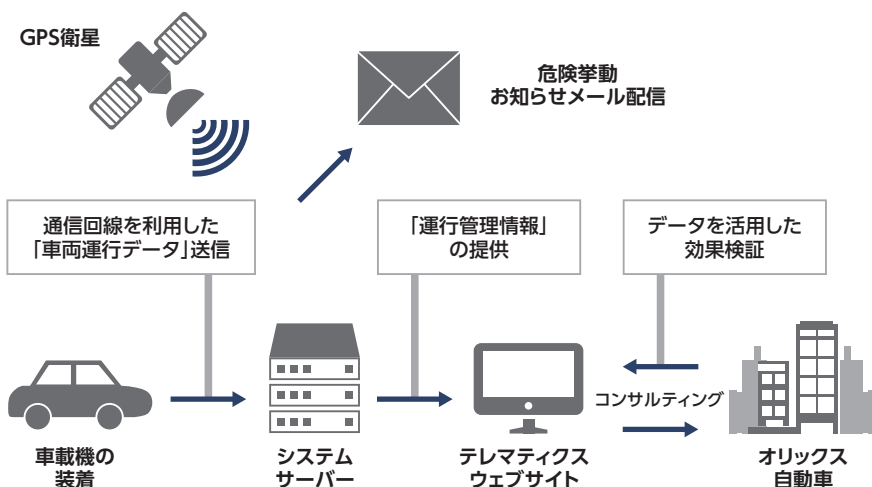 GPS衛星
危険挙動
お知らせメール配信
通信回線を利用した
「車両運行データ」送信
「運行管理情報」
の提供
データを活用した
効果検証
コンサルティング
車載機の
装着
システム
サーバー
テレマティクス
ウェブサイト
オリックス
自動車